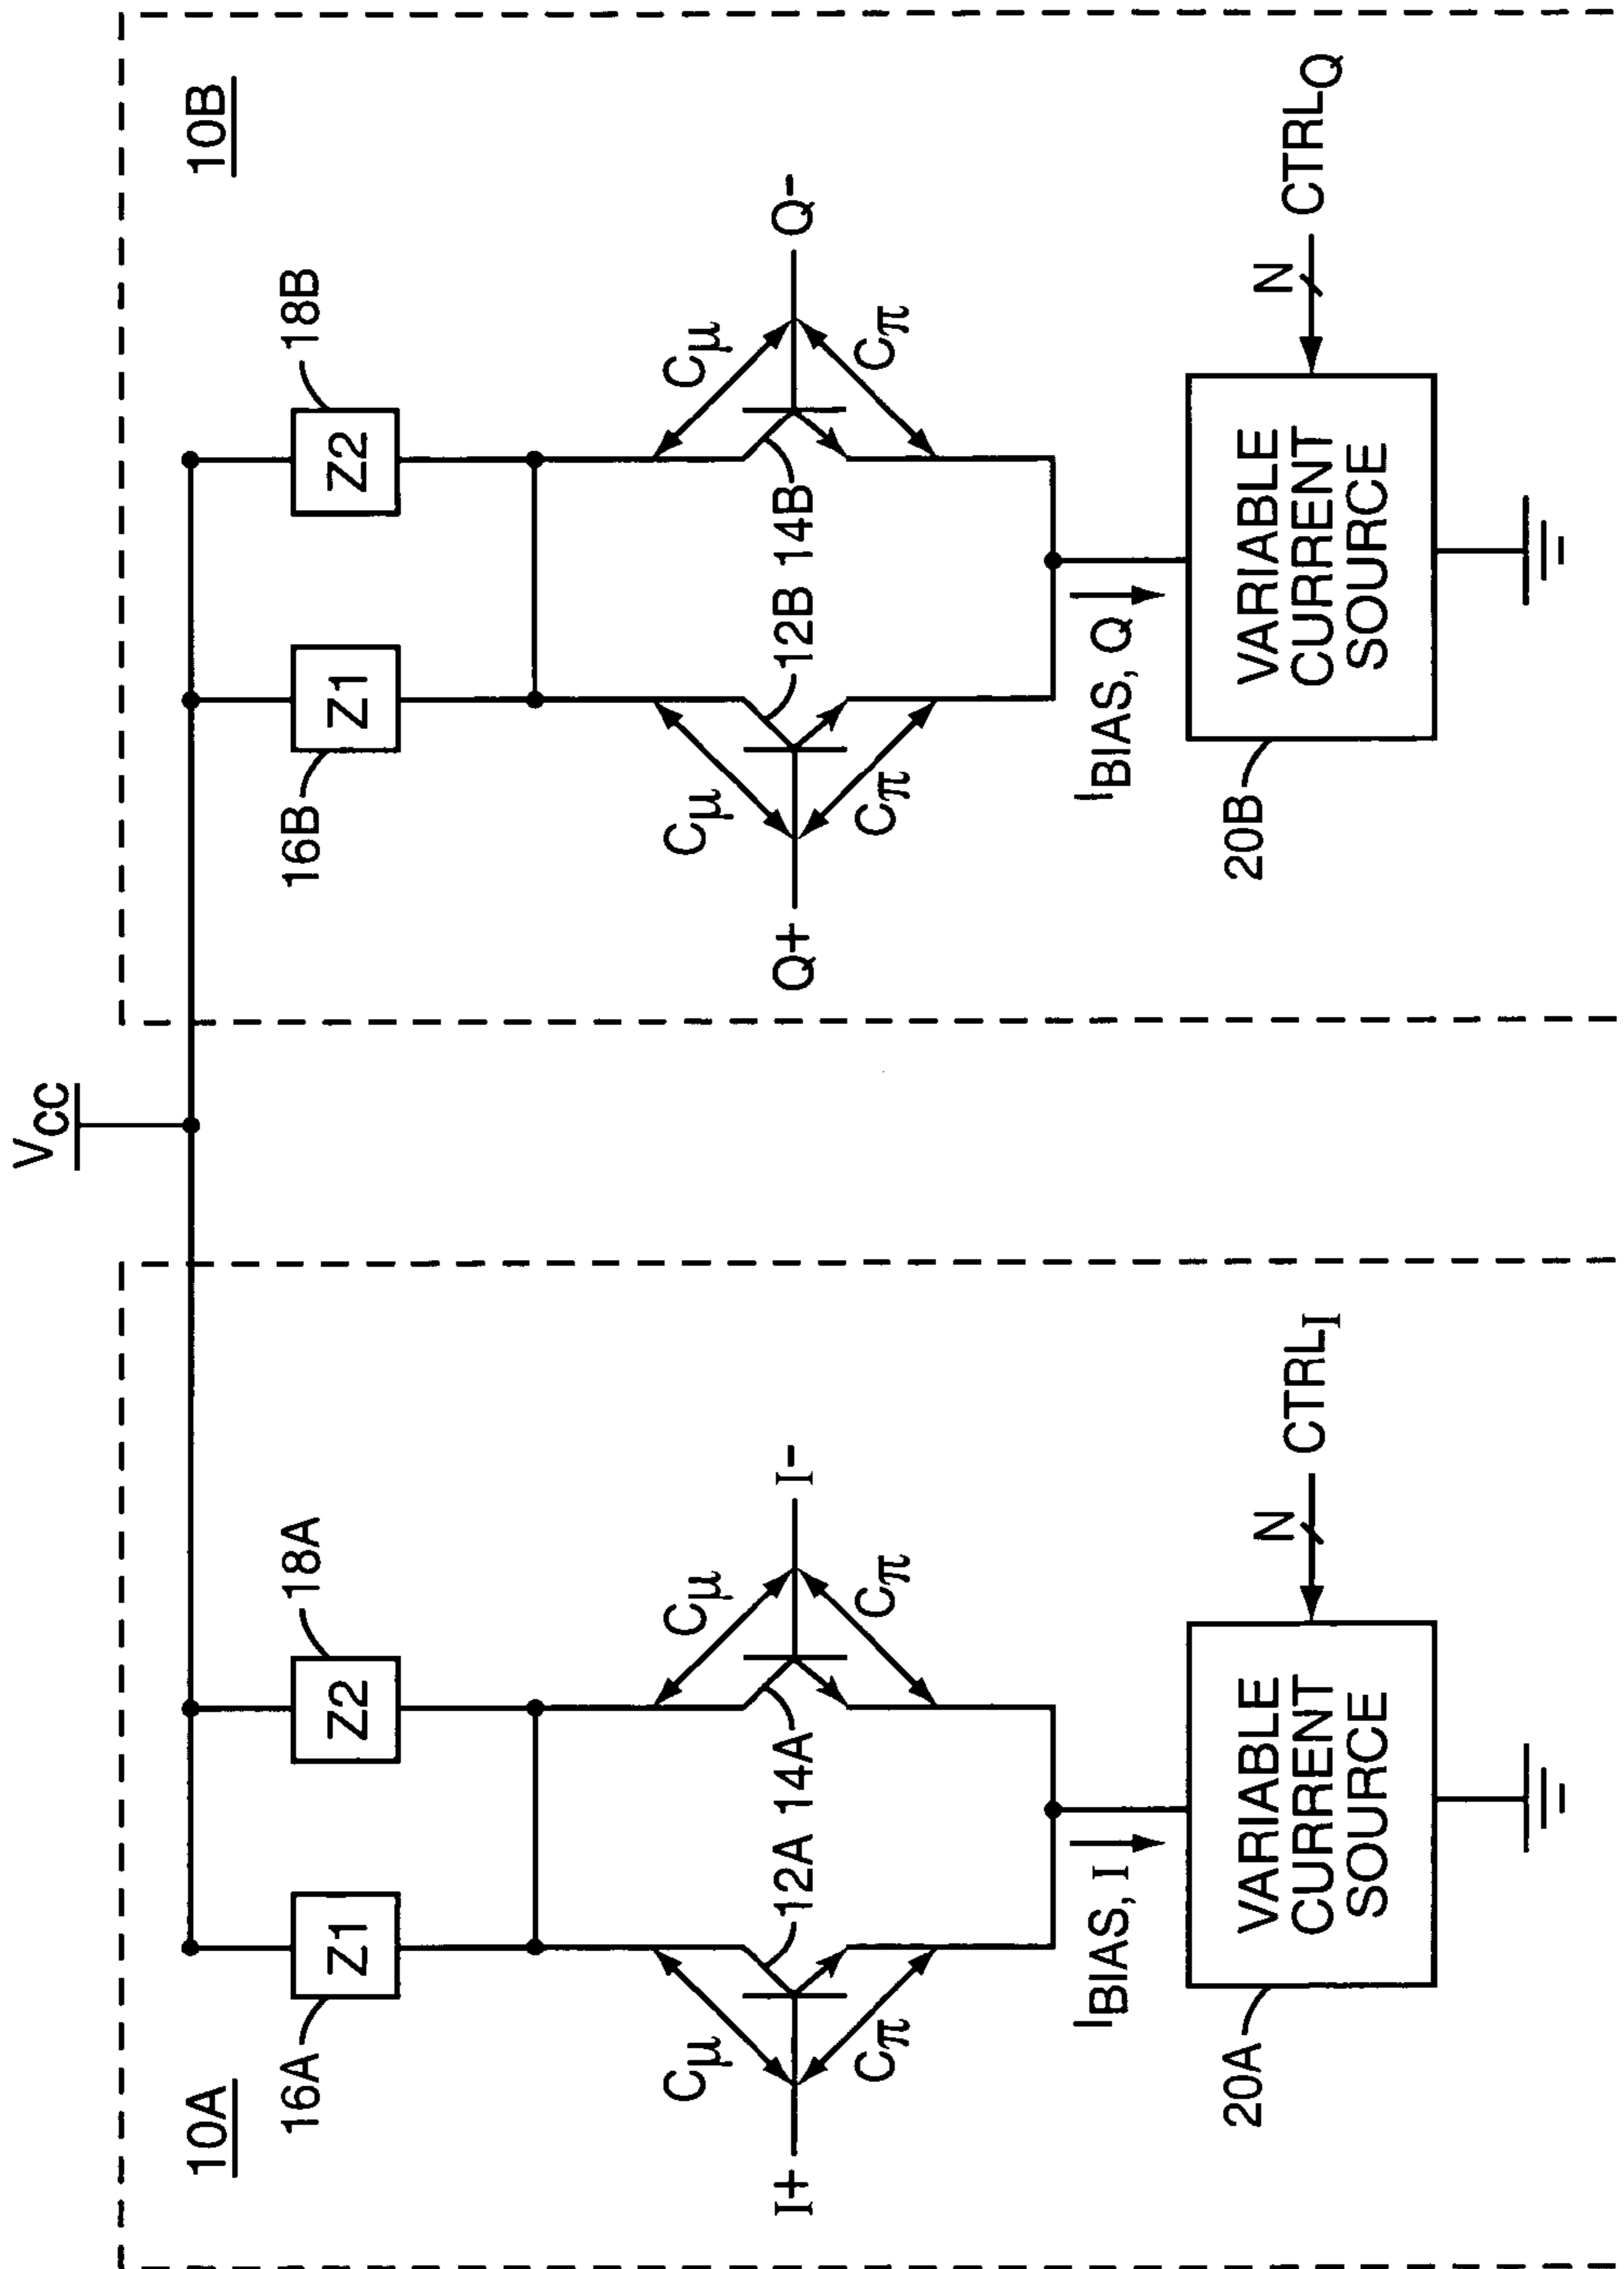 VCC
10A
16A
Z1
Z2
18A
Cμ
Cμ
I+
12A
14A
I-
Cπ
Cπ
IBIAS, I
20A
VARIABLE
CURRENT
SOURCE
N
CTRLI
10B
16B
Z1
Z2
18B
Cμ
Cμ
Q+
12B
14B
Q-
Cπ
Cπ
IBIAS, Q
20B
VARIABLE
CURRENT
SOURCE
N
CTRLQ